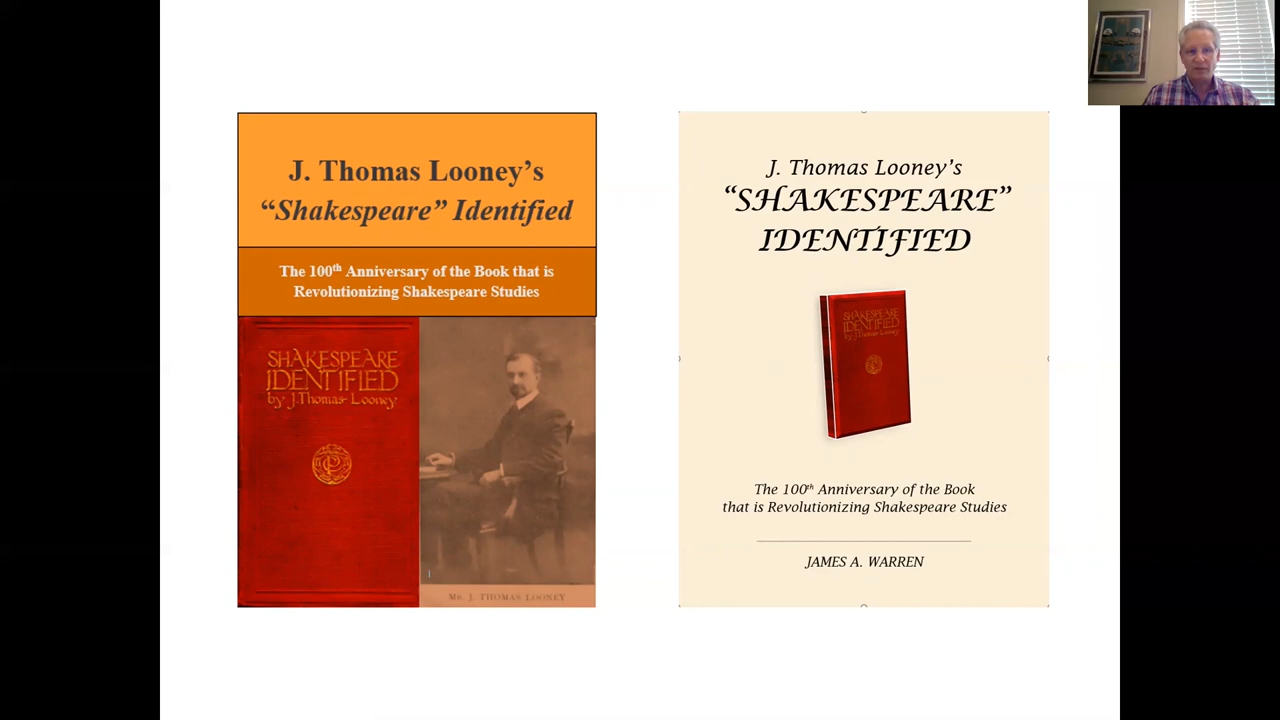 J. Thomas Looney's
“Shakespeare” Identified
The 100th Anniversary of the Book that is
Revolutionizing Shakespeare Studies
SHAKESPEARE
IDENTIFIED
by J. Thomas Looney
MR. J. THOMAS LOONEY
J. Thomas Looney's
“SHAKESPEARE”
IDENTIFIED
SHAKESPEARE
IDENTIFIED
by J. Thomas Looney
The 100th Anniversary of the Book
that is Revolutionizing Shakespeare Studies
JAMES A. WARREN